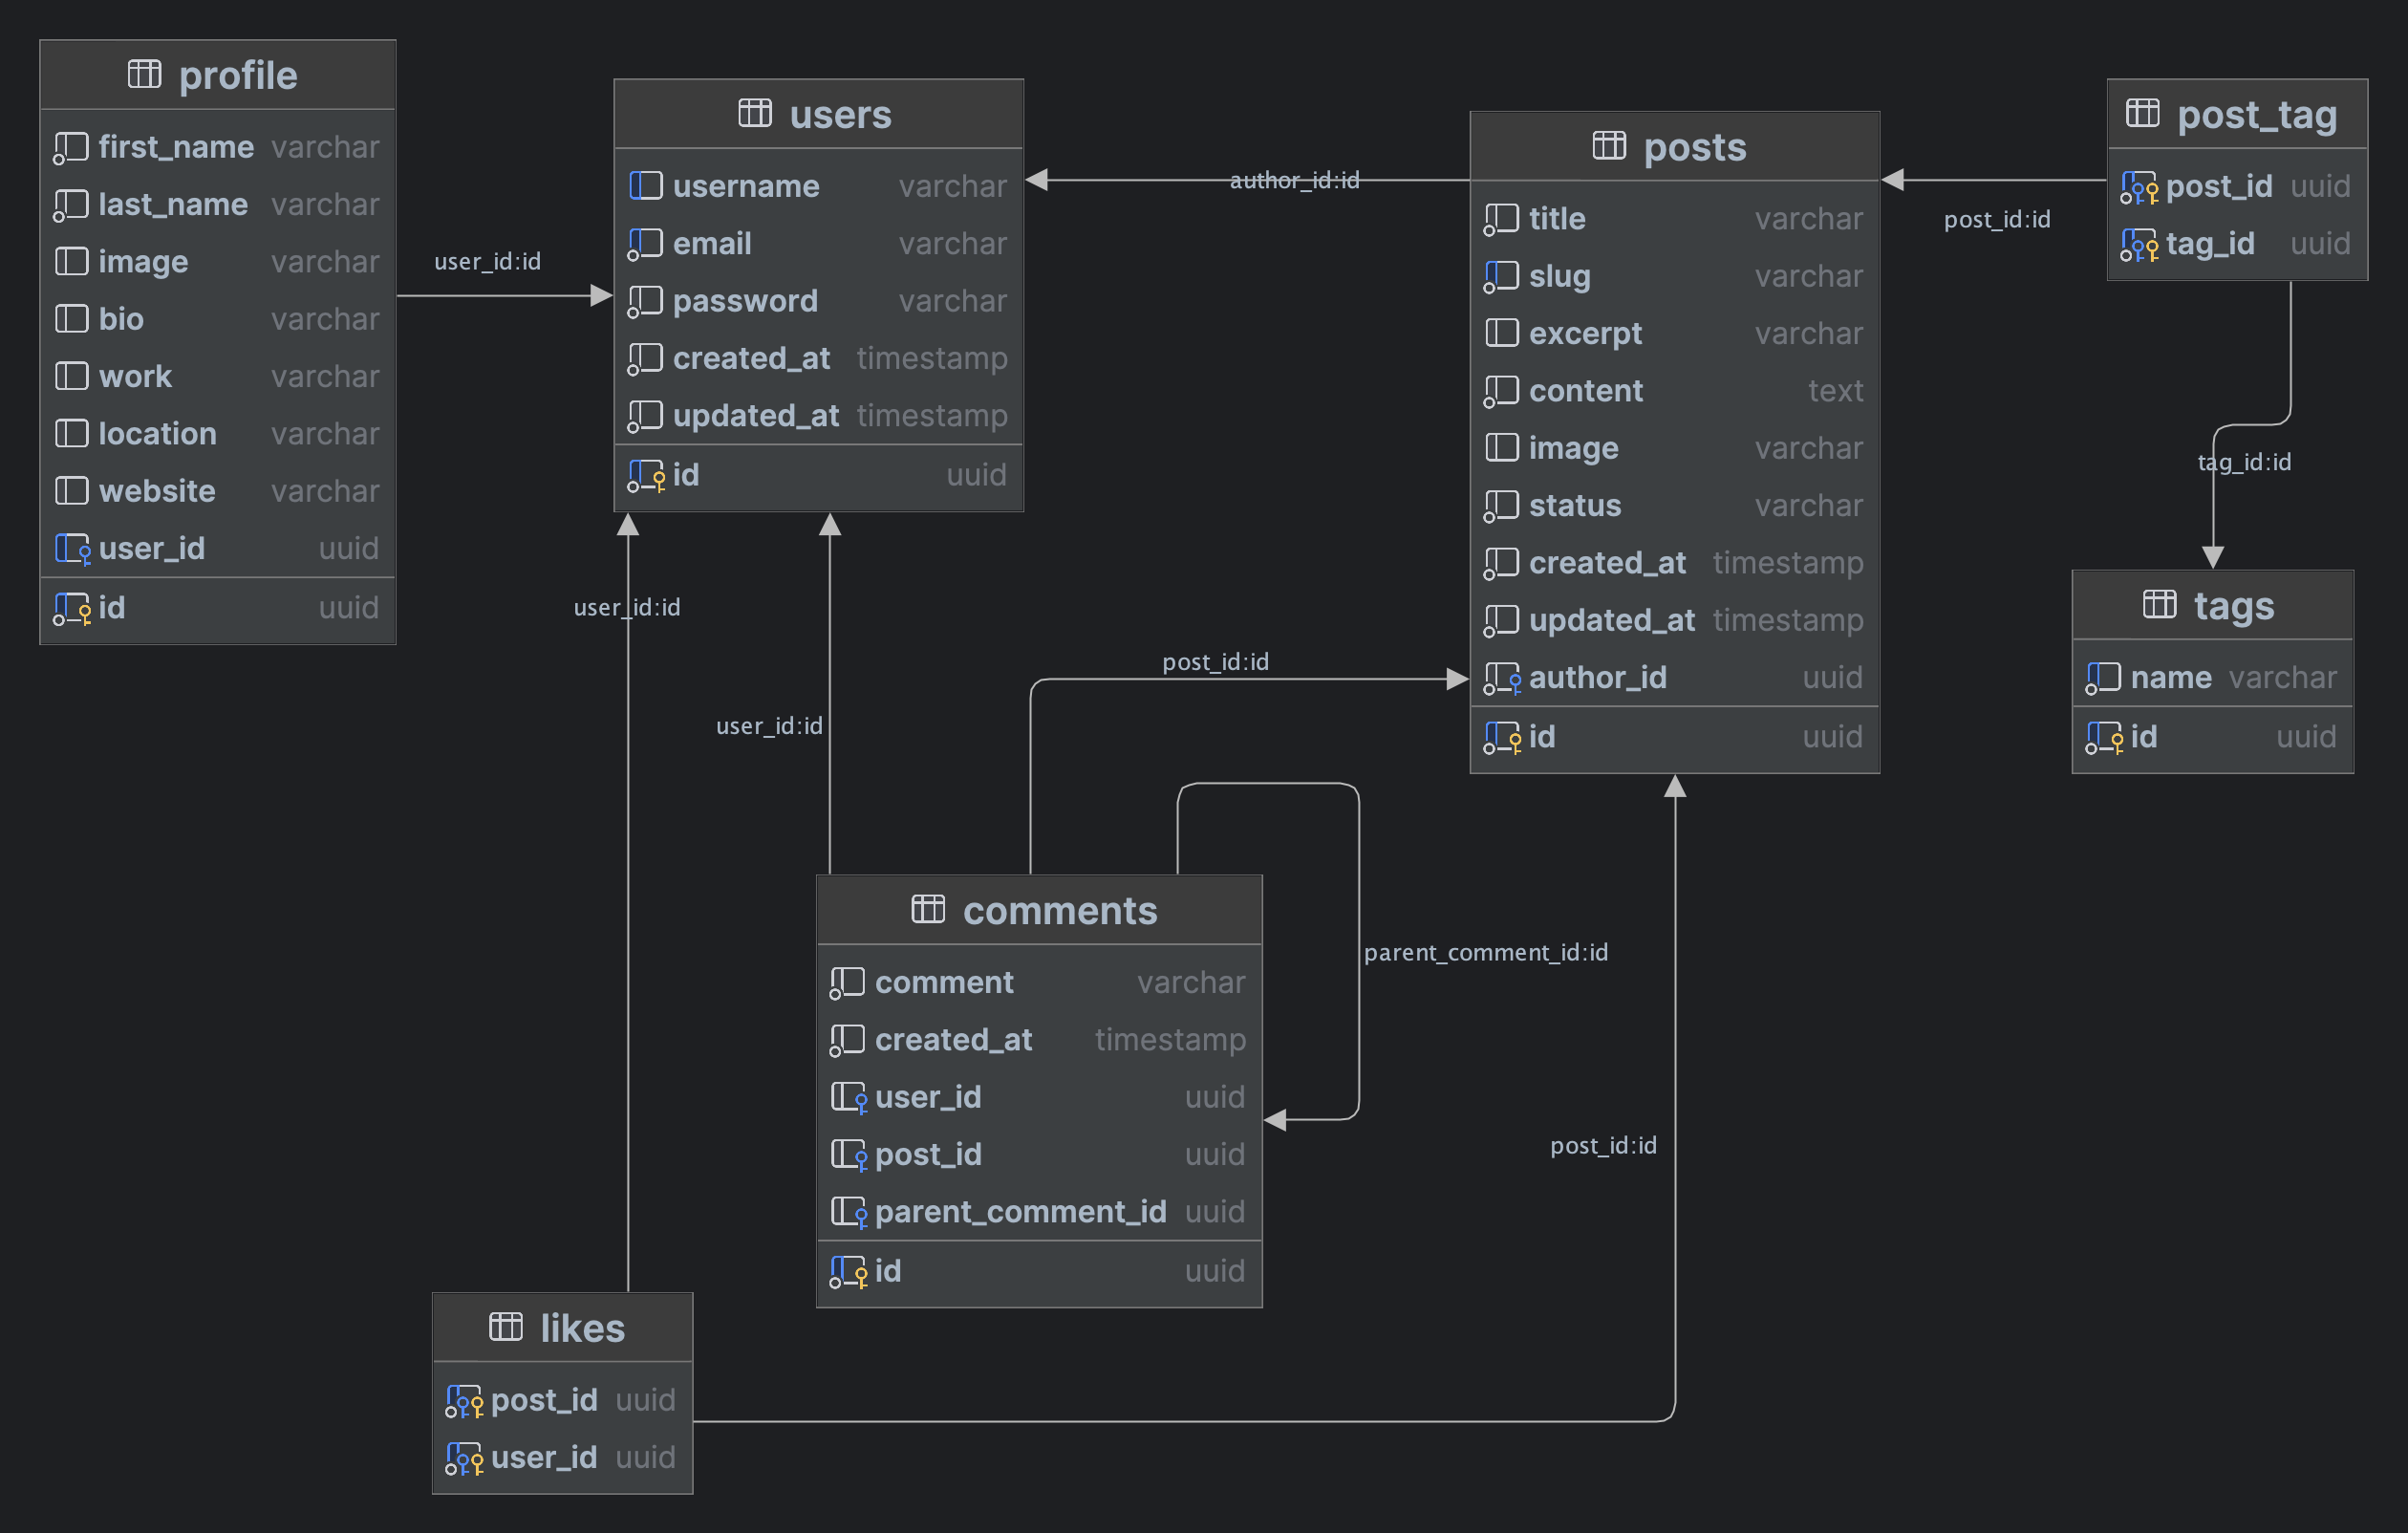 profile
first_name varchar
last_name varchar
image varchar
bio varchar
work varchar
location varchar
website varchar
user_id uuid
id uuid
user_id:id
users
username varchar
email varchar
password varchar
created_at timestamp
updated_at timestamp
id uuid
author_id:id
posts
title varchar
slug varchar
excerpt varchar
content text
image varchar
status varchar
created_at timestamp
updated_at timestamp
author_id uuid
id uuid
post_id:id
post_tag
post_id uuid
tag_id uuid
tag_id:id
tags
name varchar
id uuid
user_id:id
user_id:id
post_id:id
comments
comment varchar
created_at timestamp
user_id uuid
post_id uuid
parent_comment_id uuid
id uuid
parent_comment_id:id
post_id:id
likes
post_id uuid
user_id uuid